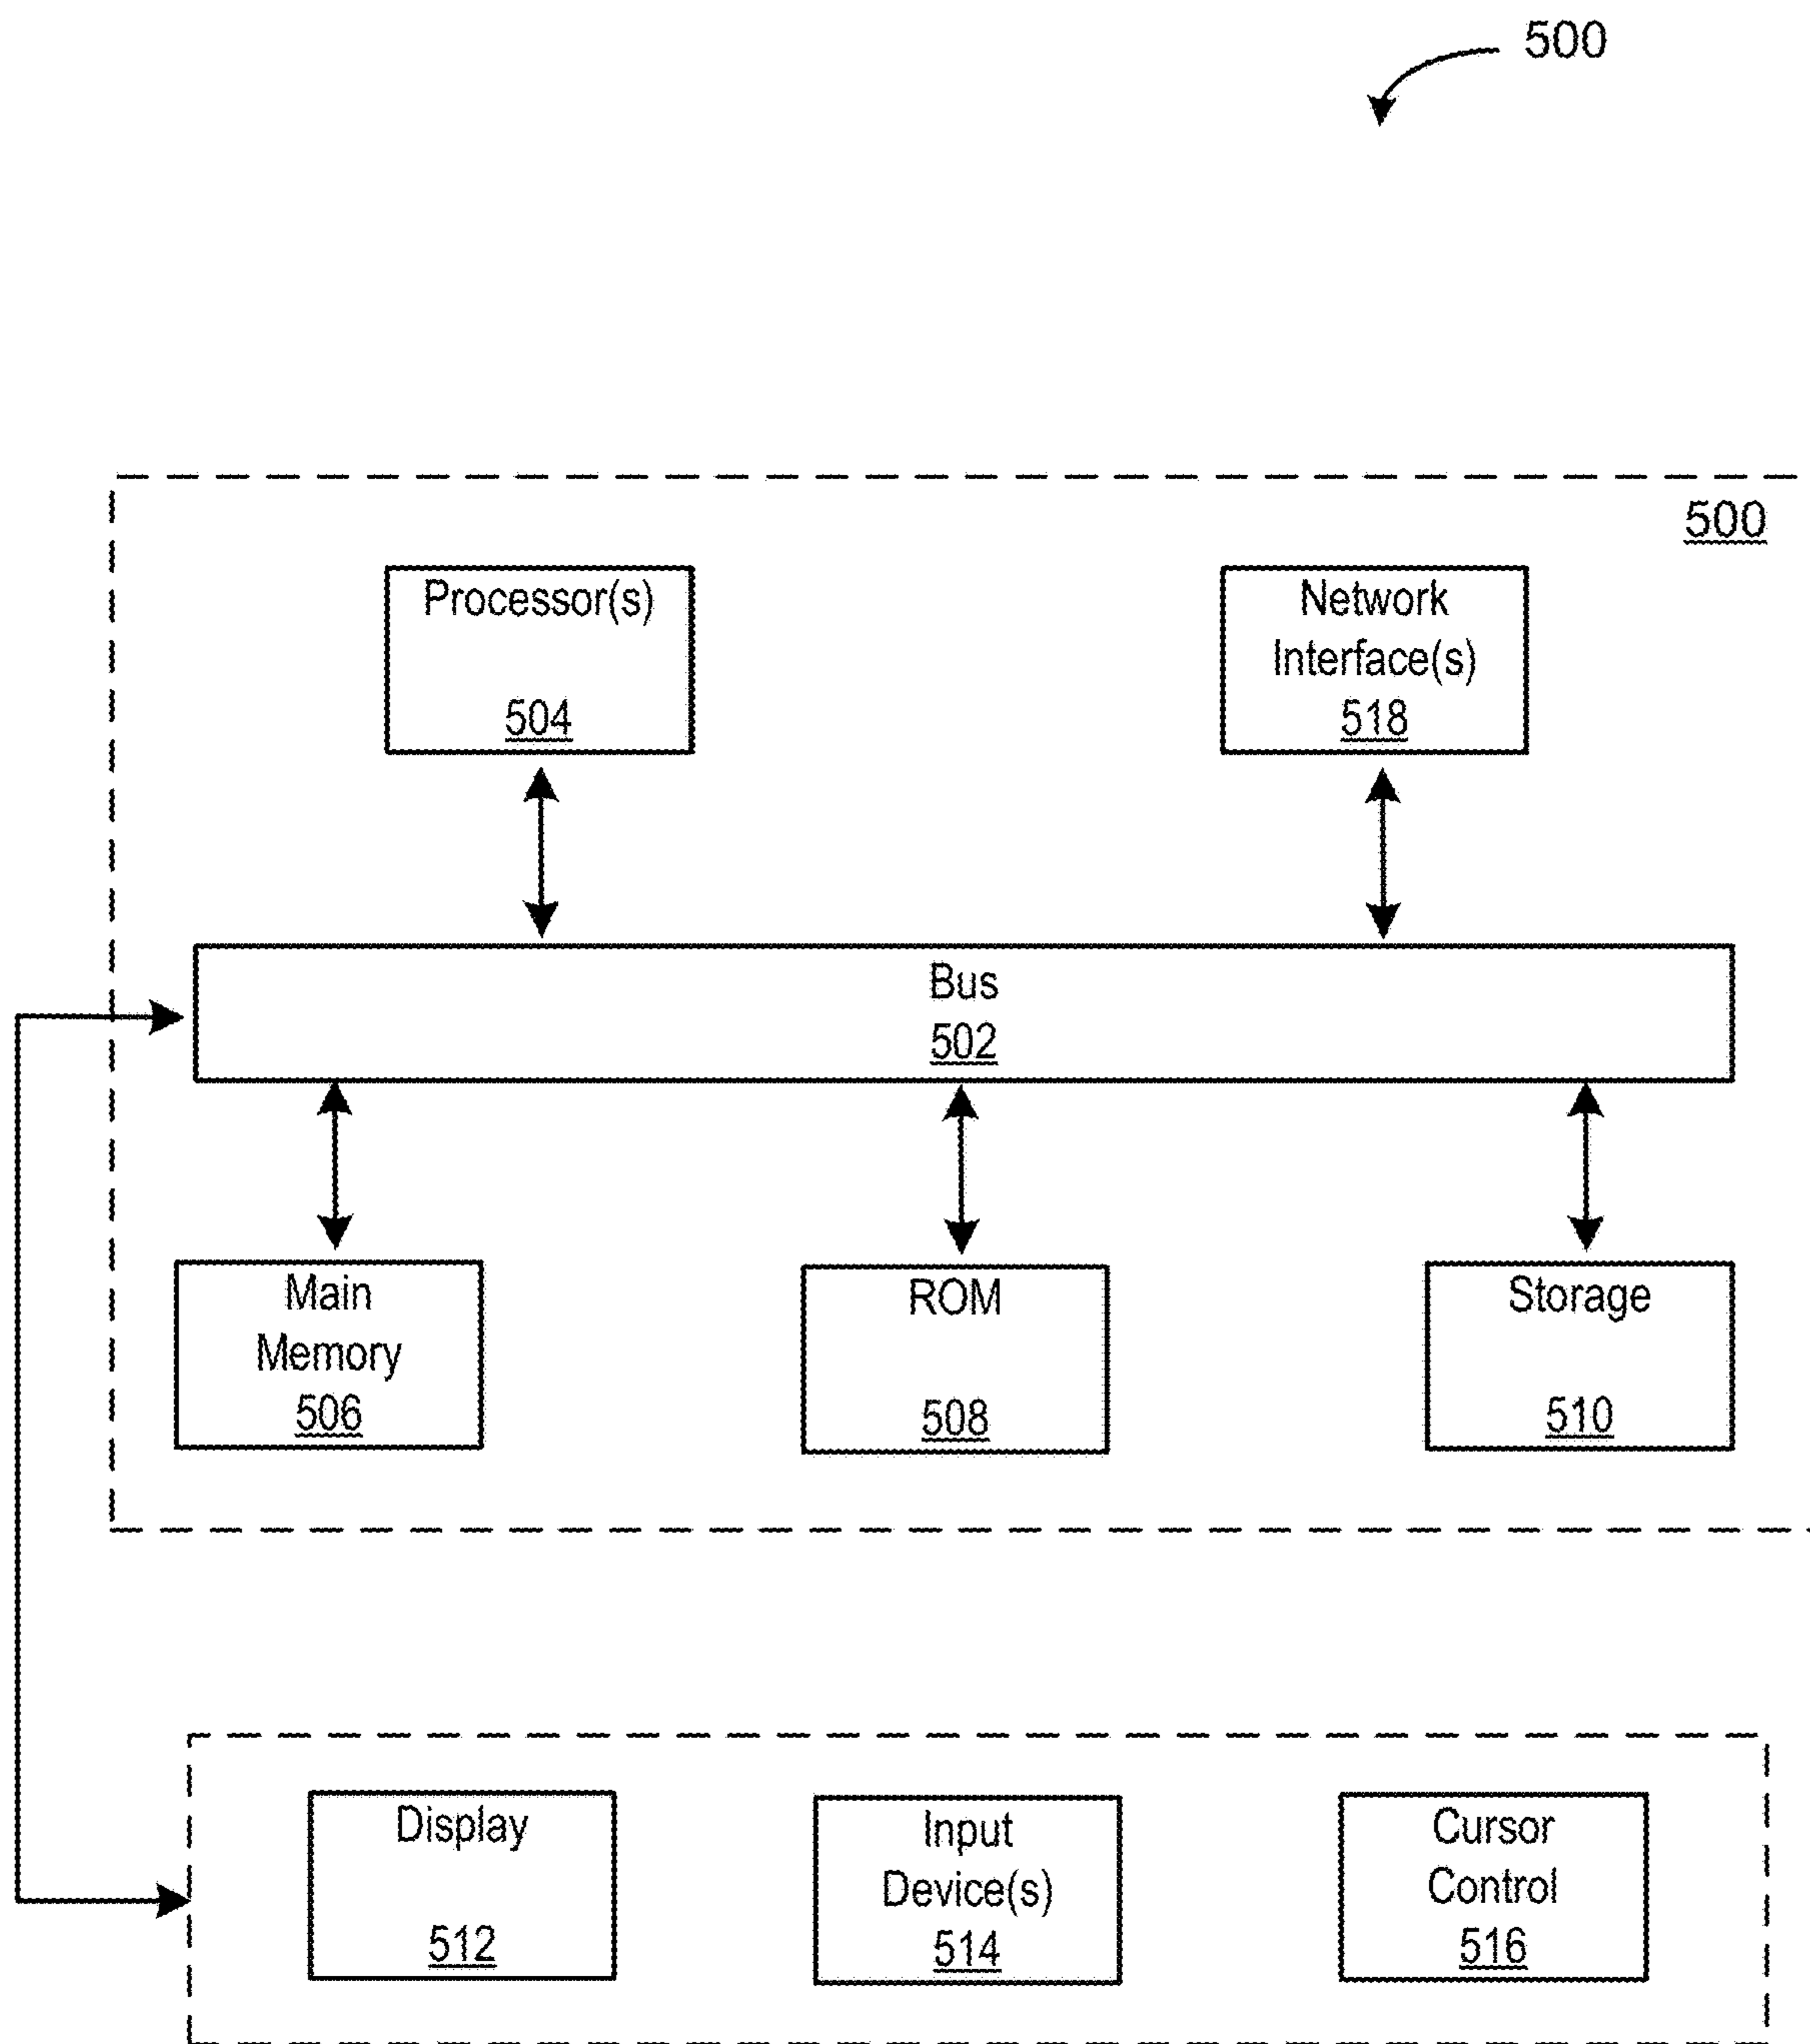 500
500
Processor(s)
504
Network
Interface(s)
518
Bus
502
Main
Memory
506
ROM
508
Storage
510
Display
512
Input
Device(s)
514
Cursor
Control
516